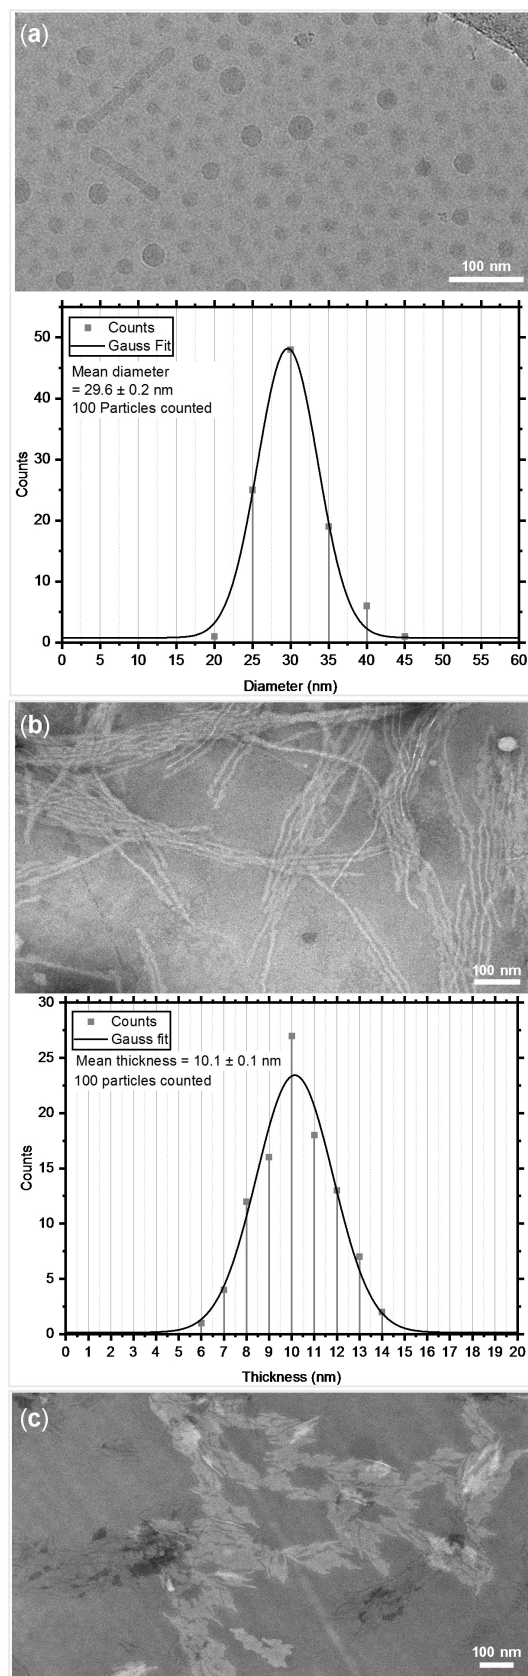 (a)
100 nm
Counts
Gauss Fit
Mean diameter
= 29.6 ± 0.2 nm
100 Particles counted
50
40
30
20
10
0
Counts
0 5 10 15 20 25 30 35 40 45 50 55 60
Diameter (nm)
(b)
100 nm
Counts
Gauss fit
Mean thickness = 10.1 ± 0.1 nm
100 particles counted
30
25
20
15
10
5
0
Counts
0 1 2 3 4 5 6 7 8 9 10 11 12 13 14 15 16 17 18 19 20
Thickness (nm)
(c)
100 nm